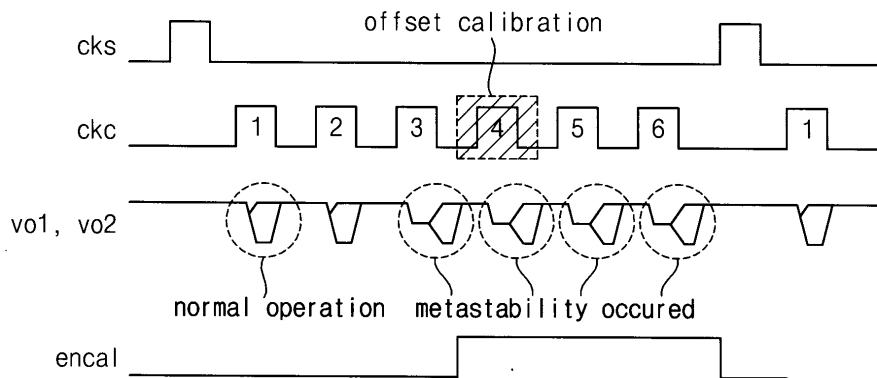 offset calibration
cks
ckc
1 2 3 4 5 6 1
vo1, vo2
normal operation metastability occured
encal